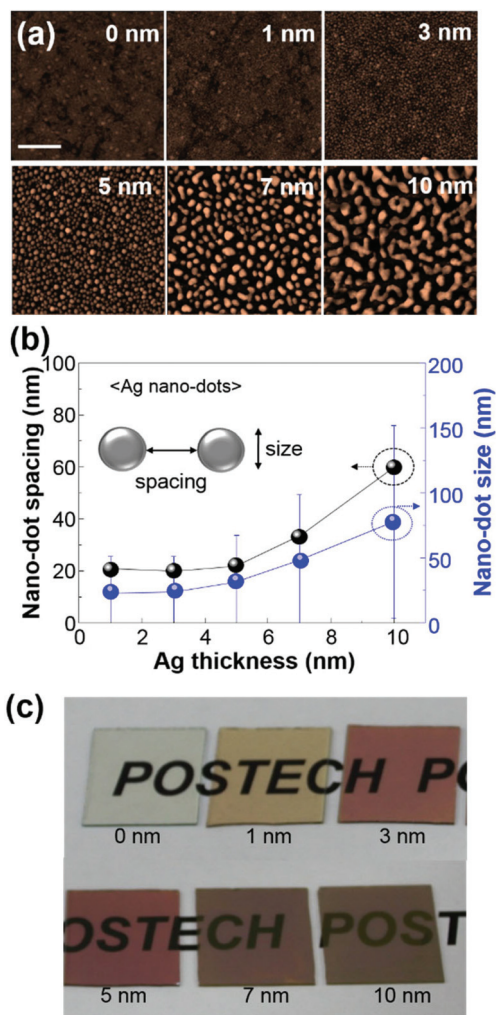 (a)
0 nm
1 nm
3 nm
5 nm
7 nm
10 nm
(b)
100
80
60
40
20
0
Nano-dot spacing (nm)
<Ag nano-dots>
spacing
size
200
150
100
50
0
Nano-dot size (nm)
0 2 4 6 8 10
Ag thickness (nm)
(c)
POSTECH PO
0 nm
1 nm
3 nm
OSTECH POST
5 nm
7 nm
10 nm